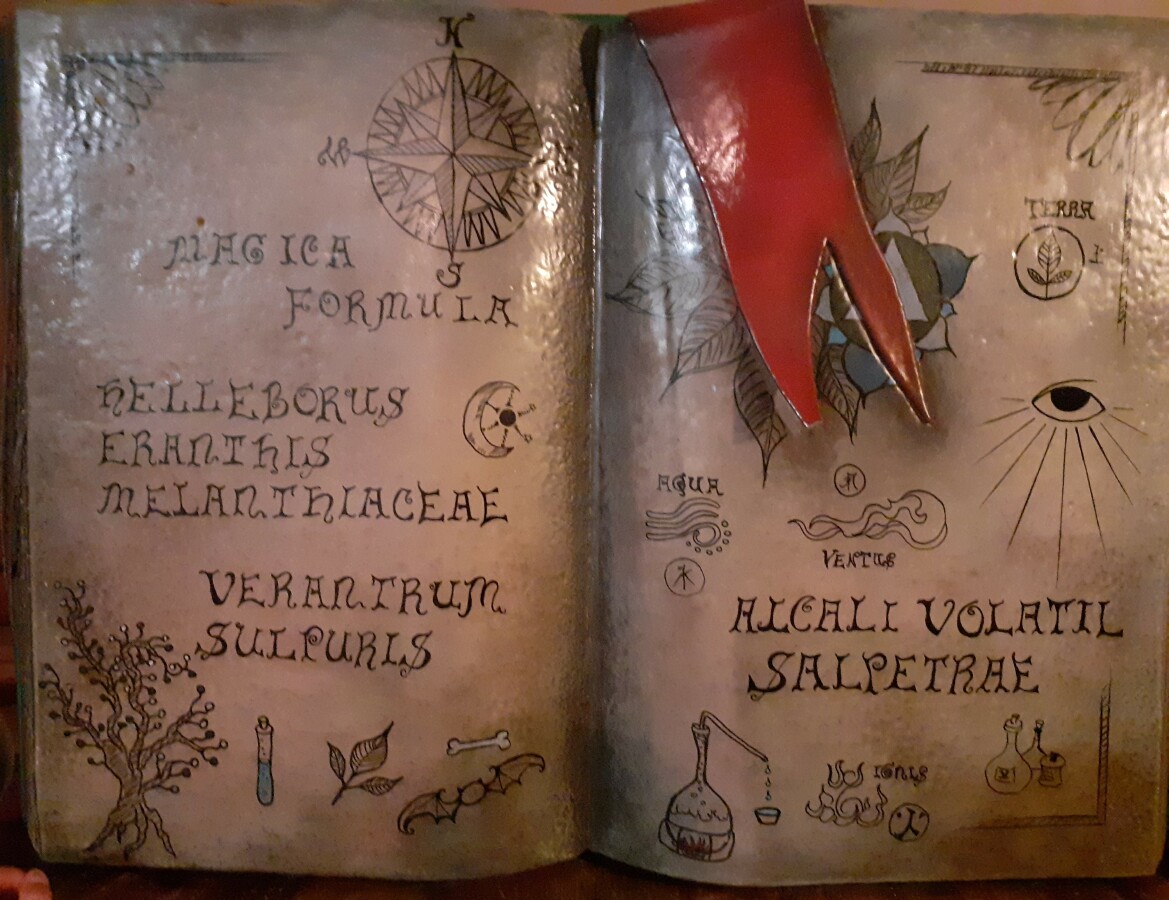 N
W
S
MAGICA
FORMULA
HELLEBORUS
ERANTHIS
MELANTHIACEAE
VERANTRUM
SULPURIS
TERRA
AQUA
VENTUS
ALCALI VOLATIL
SALPETRAE
IGNIS